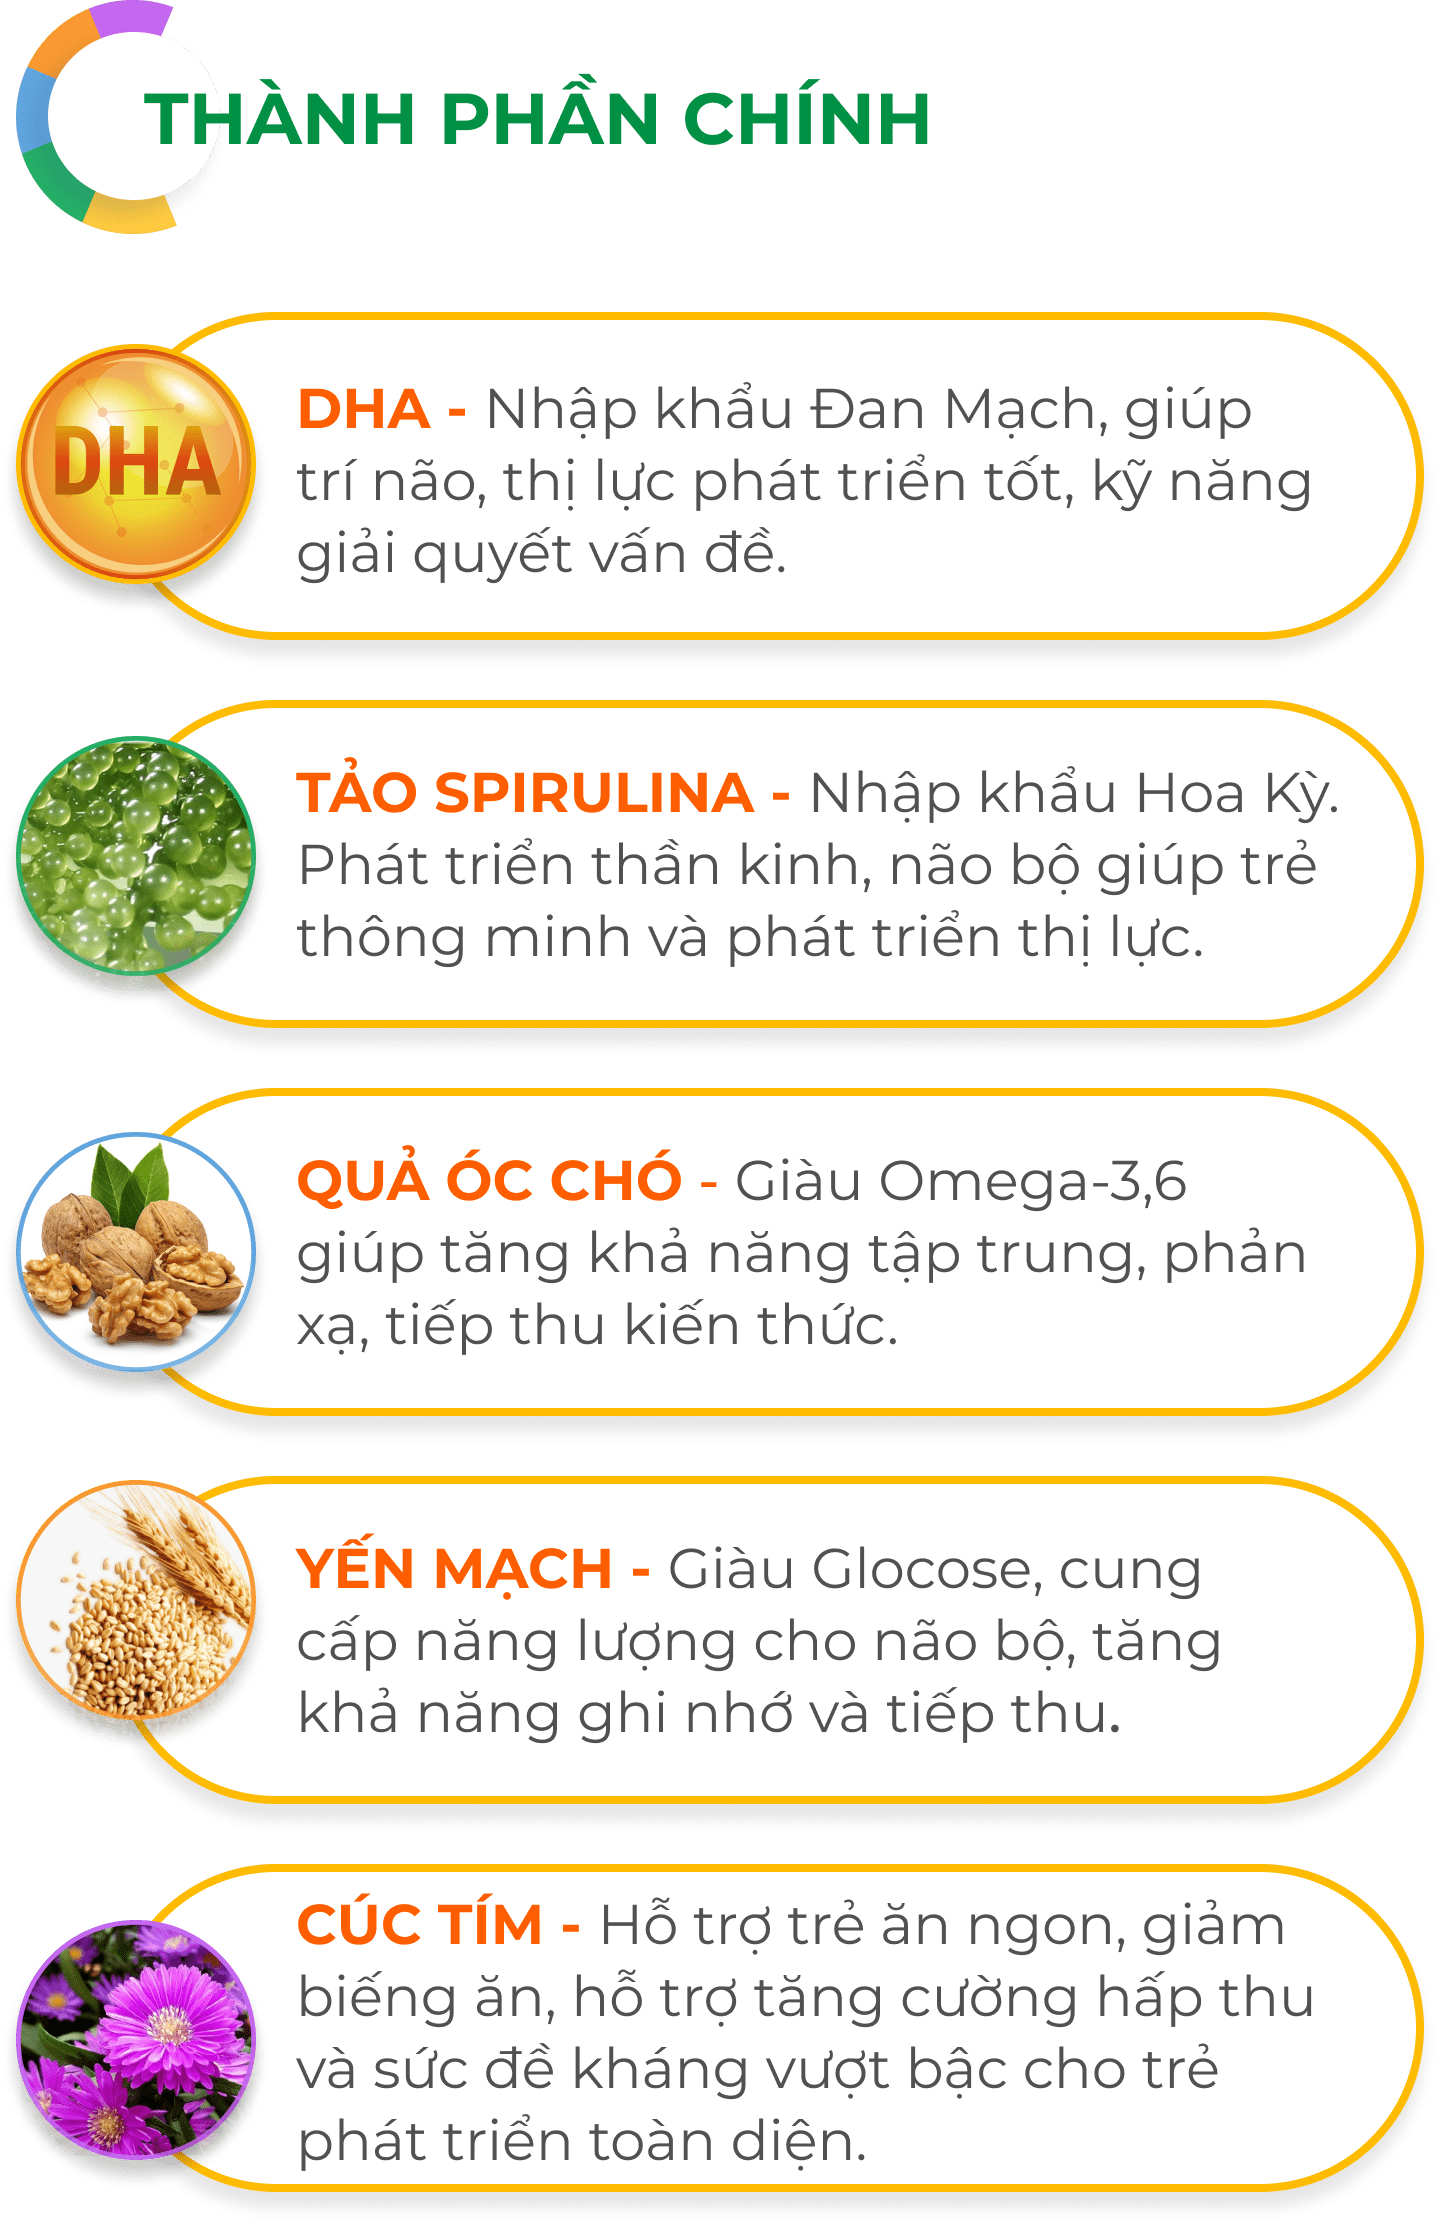 THÀNH PHẦN CHÍNH
DHA
DHA - Nhập khẩu Đan Mạch, giúp
trí não, thị lực phát triển tốt, kỹ năng
giải quyết vấn đề.
TẢO SPIRULINA - Nhập khẩu Hoa Kỳ.
Phát triển thần kinh, não bộ giúp trẻ
thông minh và phát triển thị lực.
QUẢ ÓC CHÓ - Giàu Omega-3,6
giúp tăng khả năng tập trung, phản
xạ, tiếp thu kiến thức.
YẾN MẠCH - Giàu Glocose, cung
cấp năng lượng cho não bộ, tăng
khả năng ghi nhớ và tiếp thu.
CÚC TÍM - Hỗ trợ trẻ ăn ngon, giảm
biếng ăn, hỗ trợ tăng cường hấp thu
và sức đề kháng vượt bậc cho trẻ
phát triển toàn diện.